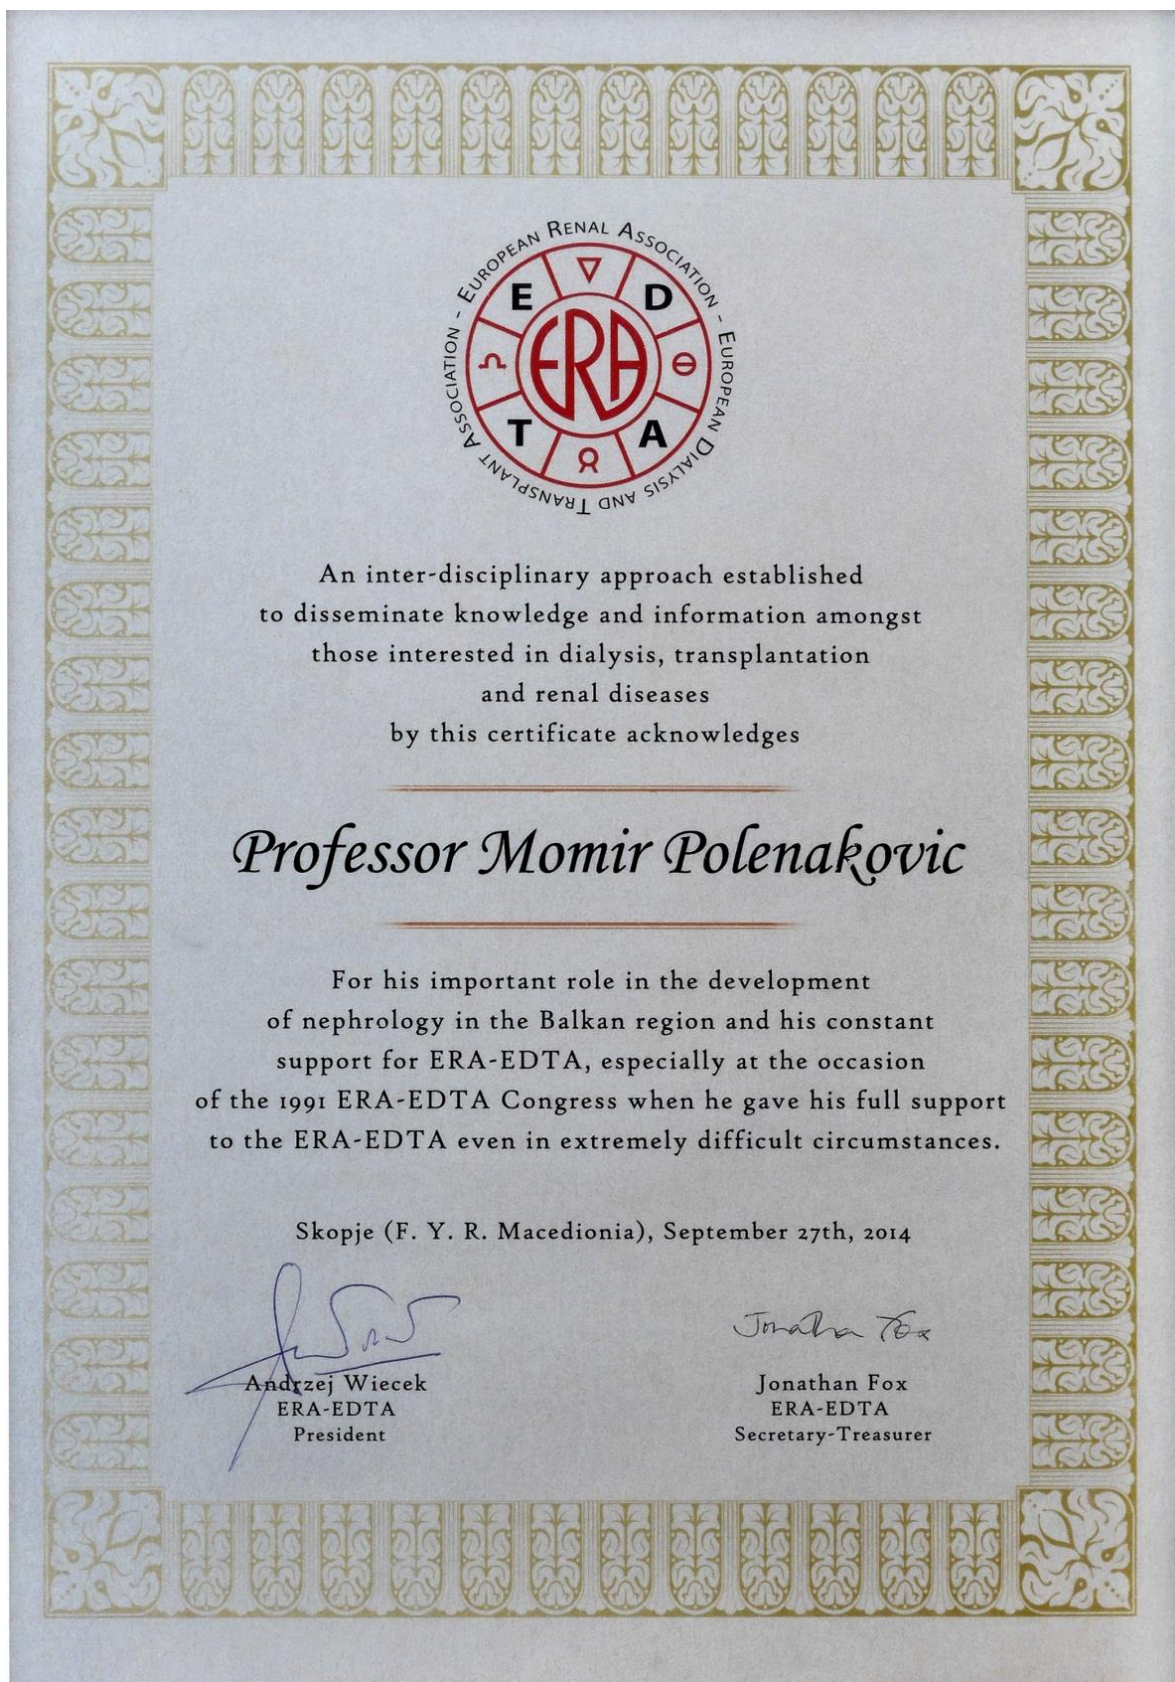 EUROPEAN RENAL ASSOCIATION - EUROPEAN DIALYSIS AND TRANSPLANT ASSOCIATION -
E D
ERA
T A
An inter-disciplinary approach established
to disseminate knowledge and information amongst
those interested in dialysis, transplantation
and renal diseases
by this certificate acknowledges
Professor Momir Polenakovic
For his important role in the development
of nephrology in the Balkan region and his constant
support for ERA-EDTA, especially at the occasion
of the 1991 ERA-EDTA Congress when he gave his full support
to the ERA-EDTA even in extremely difficult circumstances.
Skopje (F. Y. R. Macedionia), September 27th, 2014
Jonathan Fox
Andrzej Wiecek
ERA-EDTA
President
Jonathan Fox
ERA-EDTA
Secretary-Treasurer